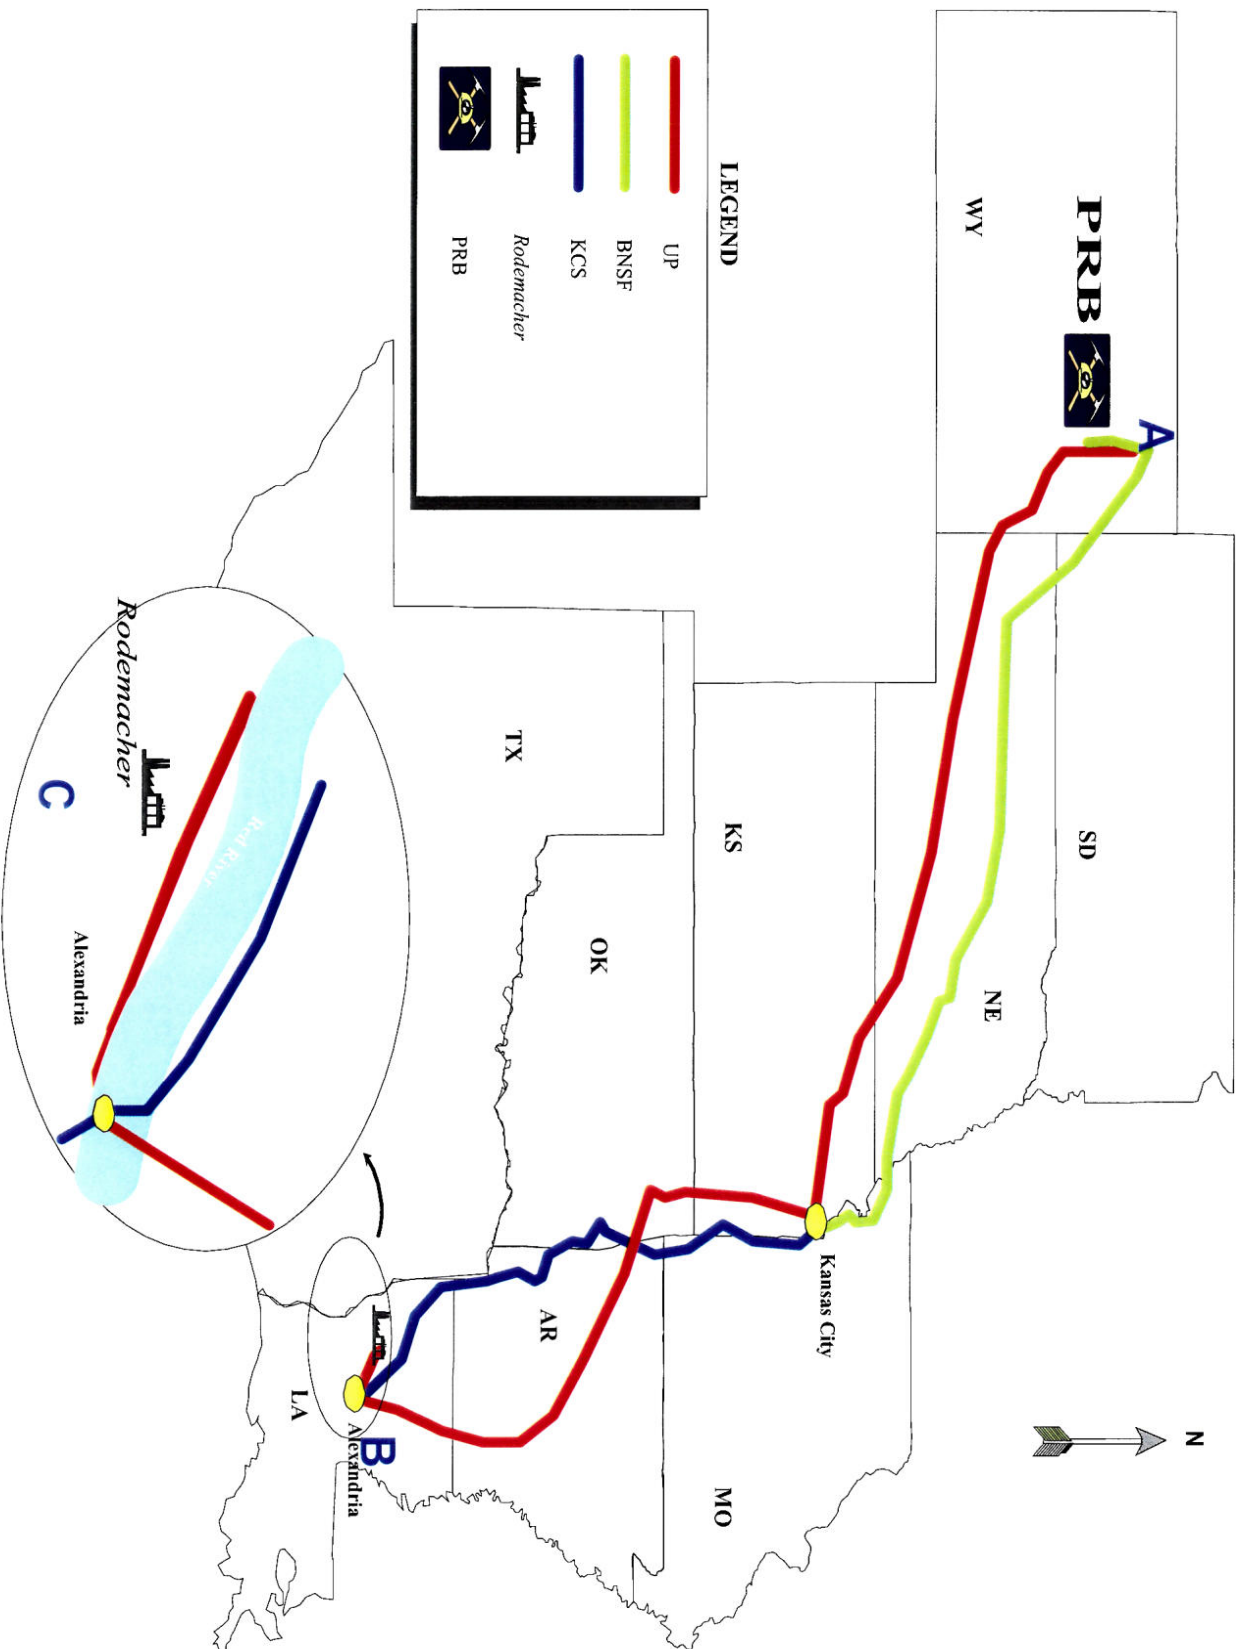 N
PRB
A
WY
SD
NE
LEGEND
UP
BNSF
KCS
Rodemacher
PRB
KS
Kansas City
MO
OK
TX
AR
B
Alexandria
LA
Red River
Rodemacher
C
Alexandria